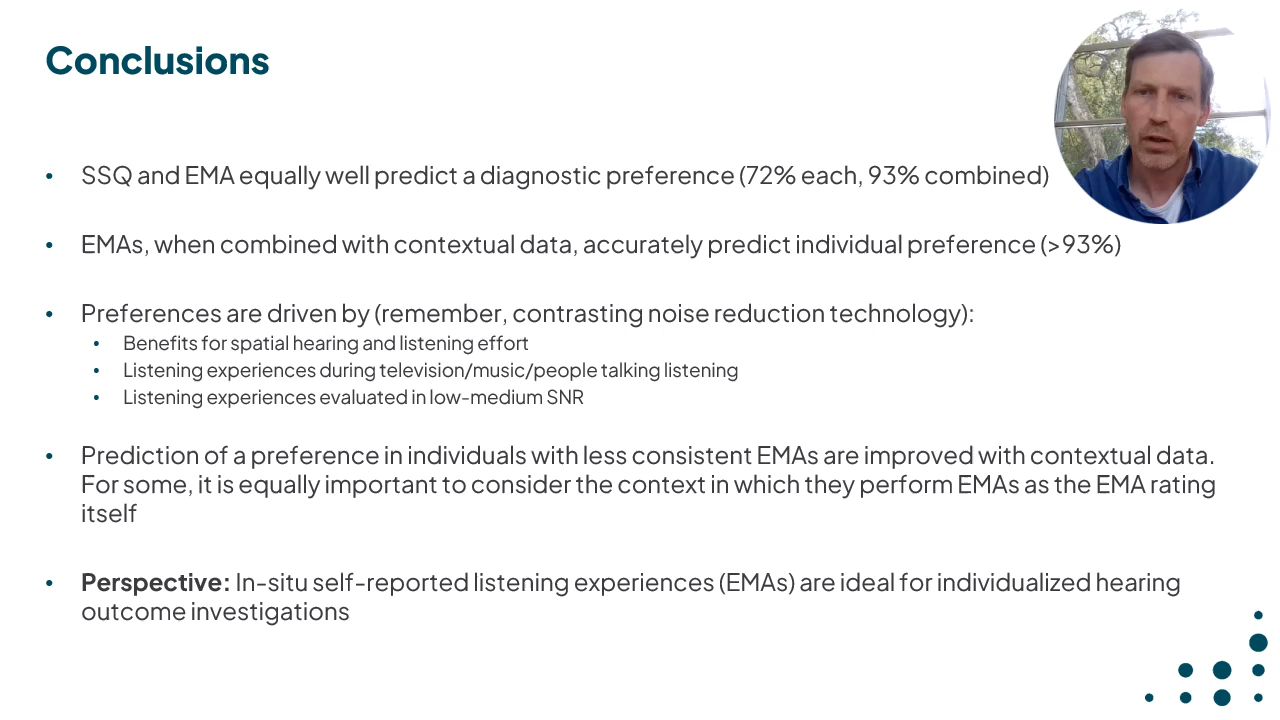 Conclusions
• SSQ and EMA equally well predict a diagnostic preference (72% each, 93% combined)
• EMAs, when combined with contextual data, accurately predict individual preference (>93%)
• Preferences are driven by (remember, contrasting noise reduction technology):
• Benefits for spatial hearing and listening effort
• Listening experiences during television/music/people talking listening
• Listening experiences evaluated in low-medium SNR
• Prediction of a preference in individuals with less consistent EMAs are improved with contextual data.
For some, it is equally important to consider the context in which they perform EMAs as the EMA rating
itself
• Perspective: In-situ self-reported listening experiences (EMAs) are ideal for individualized hearing
outcome investigations